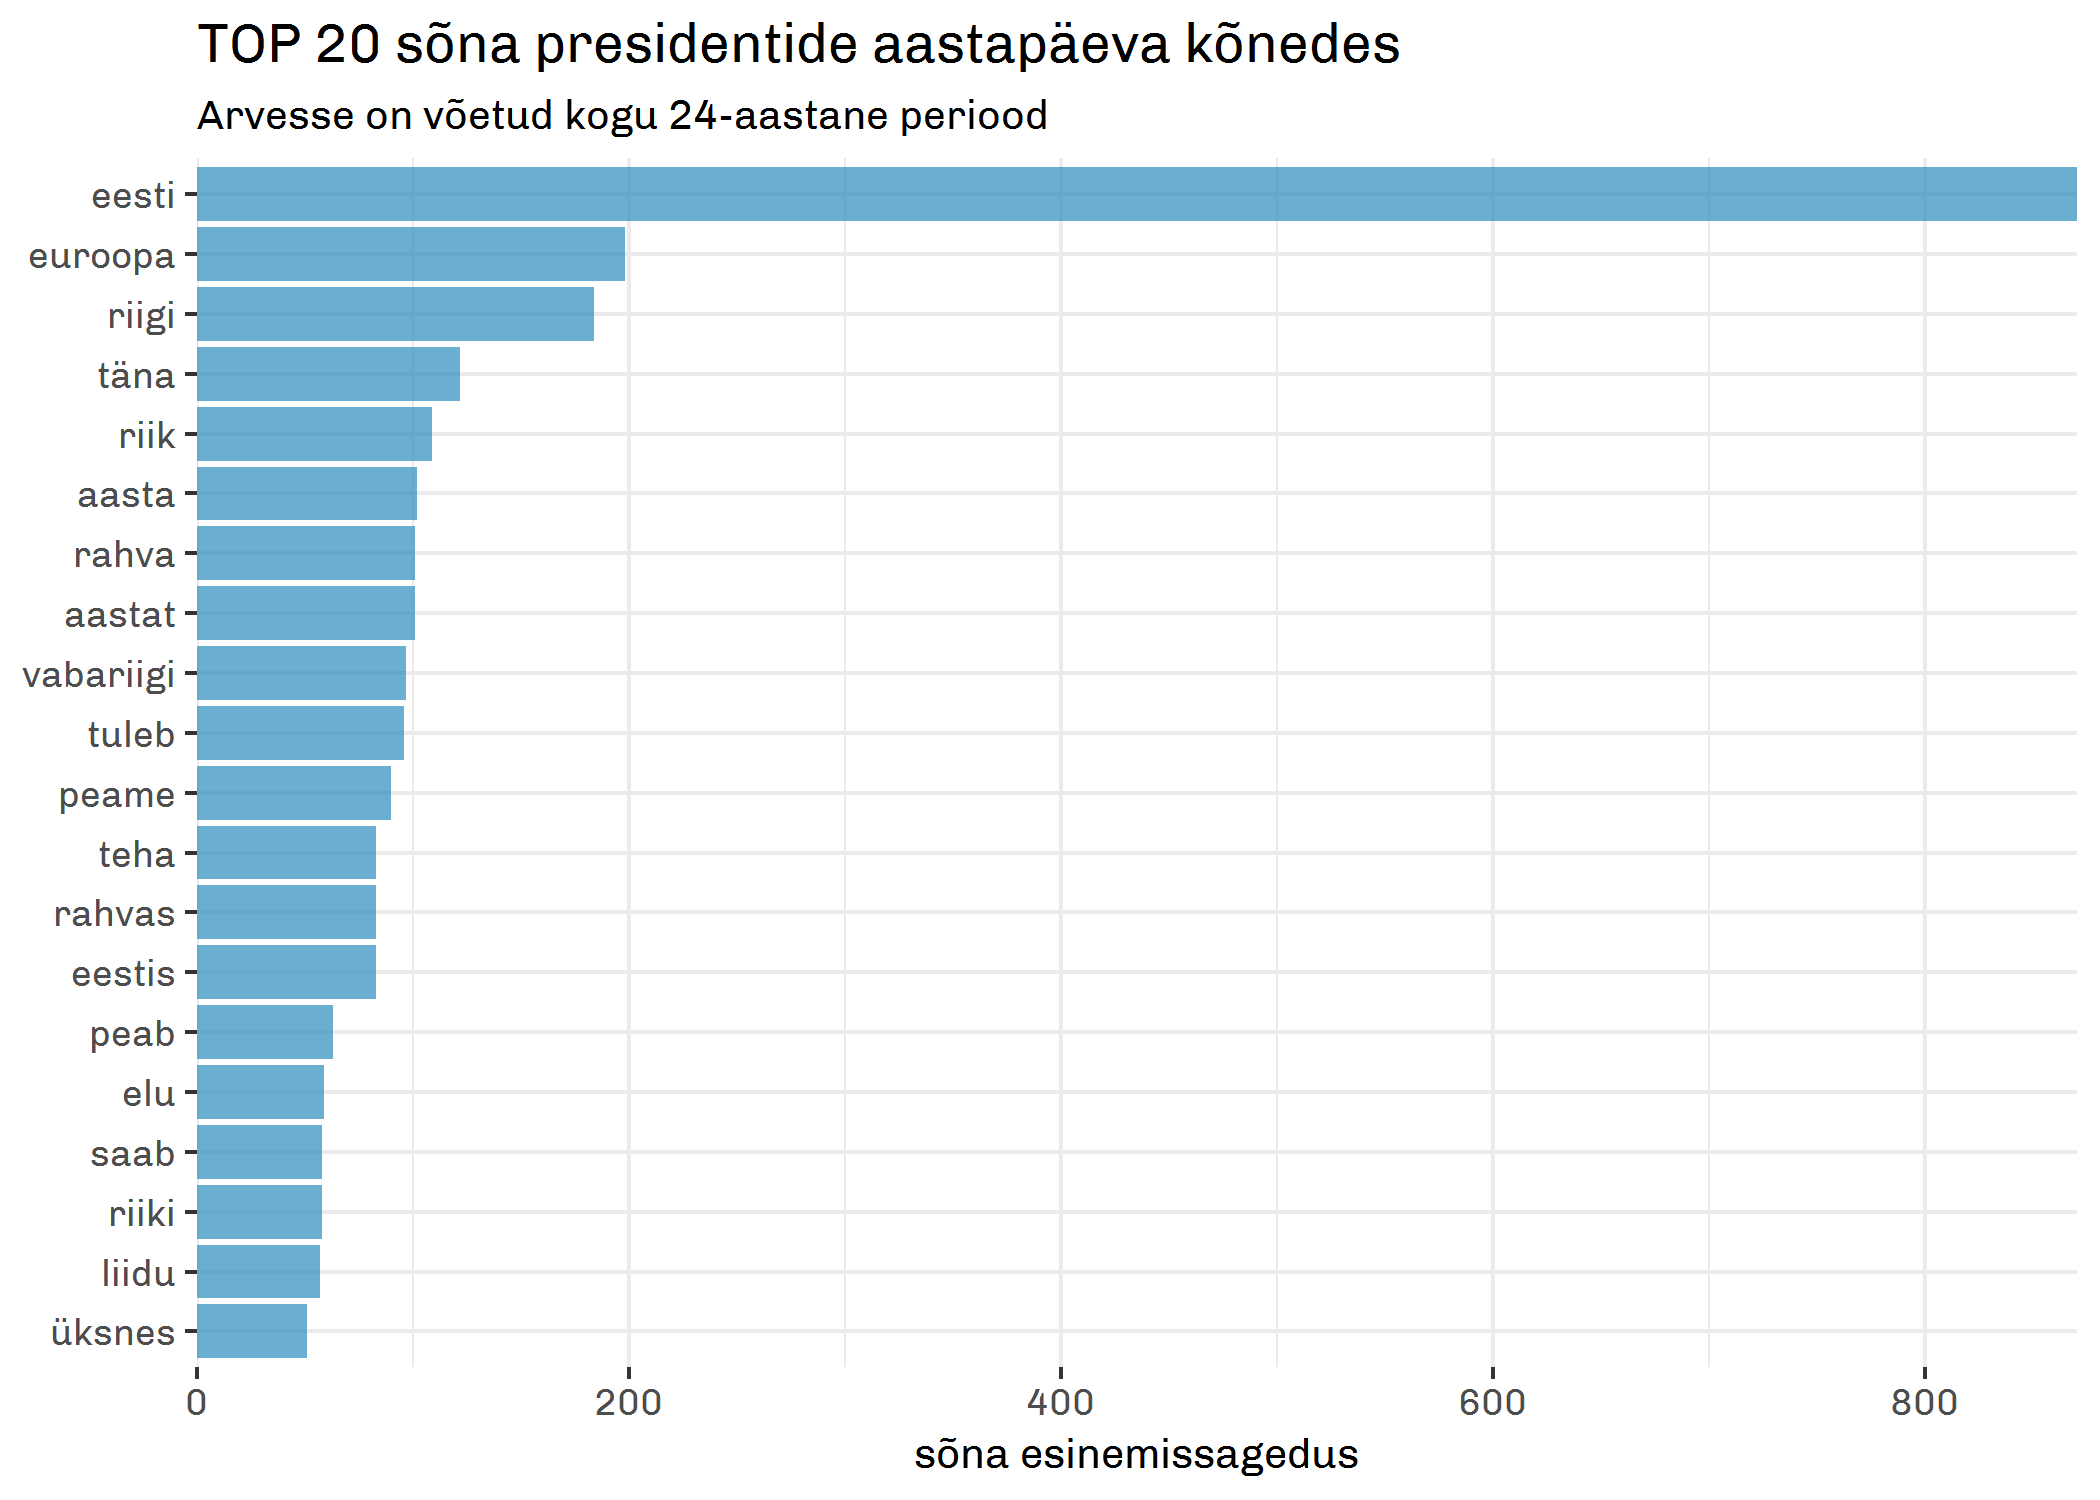 TOP 20 sõna presidentide aastapäeva kõnedes
Arvesse on võetud kogu 24-aastane periood
eesti
euroopa
riigi
täna
riik
aasta
rahva
aastat
vabariigi
tuleb
peame
teha
rahvas
eestis
peab
elu
saab
riiki
liidu
üksnes
0 200 400 600 800
sõna esinemissagedus